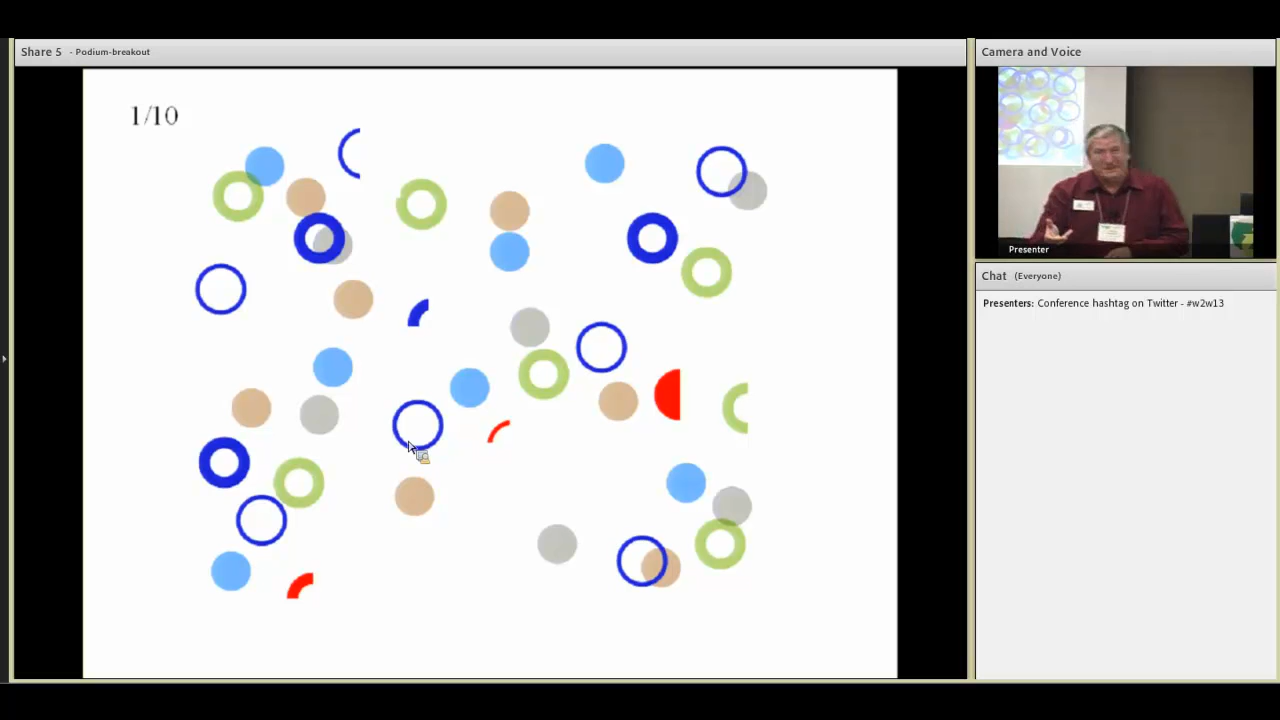 Share 5 - Podium-breakout
1/10
Camera and Voice
Presenter
Chat (Everyone)
Presenters: Conference hashtag on Twitter - #w2w13